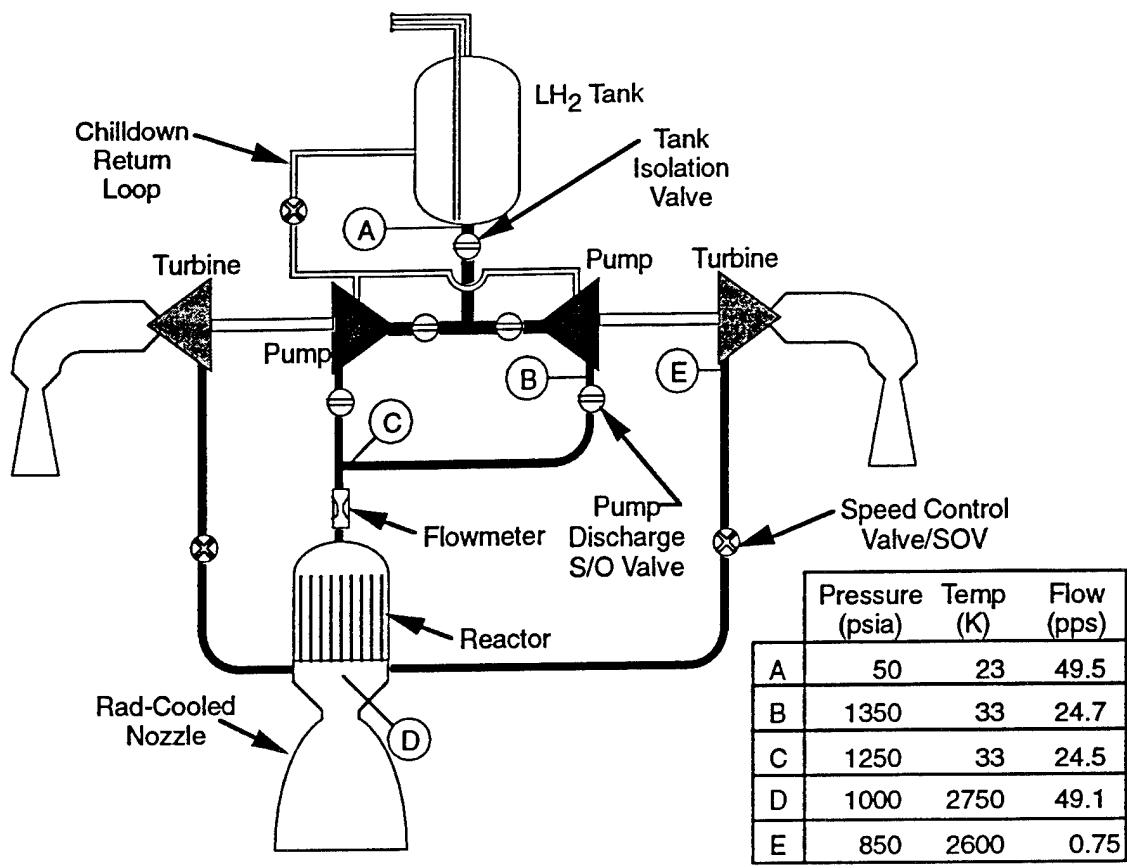 LH2 Tank
Chilldown
Return
Loop
Tank
Isolation
Valve
A
Turbine
Pump
Turbine
Pump
B
E
C
Flowmeter
Pump
Discharge
S/O Valve
Speed Control
Valve/SOV
Reactor
Rad-Cooled
Nozzle
D
Pressure Temp Flow
(psia) (K) (pps)
A 50 23 49.5
B 1350 33 24.7
C 1250 33 24.5
D 1000 2750 49.1
E 850 2600 0.75